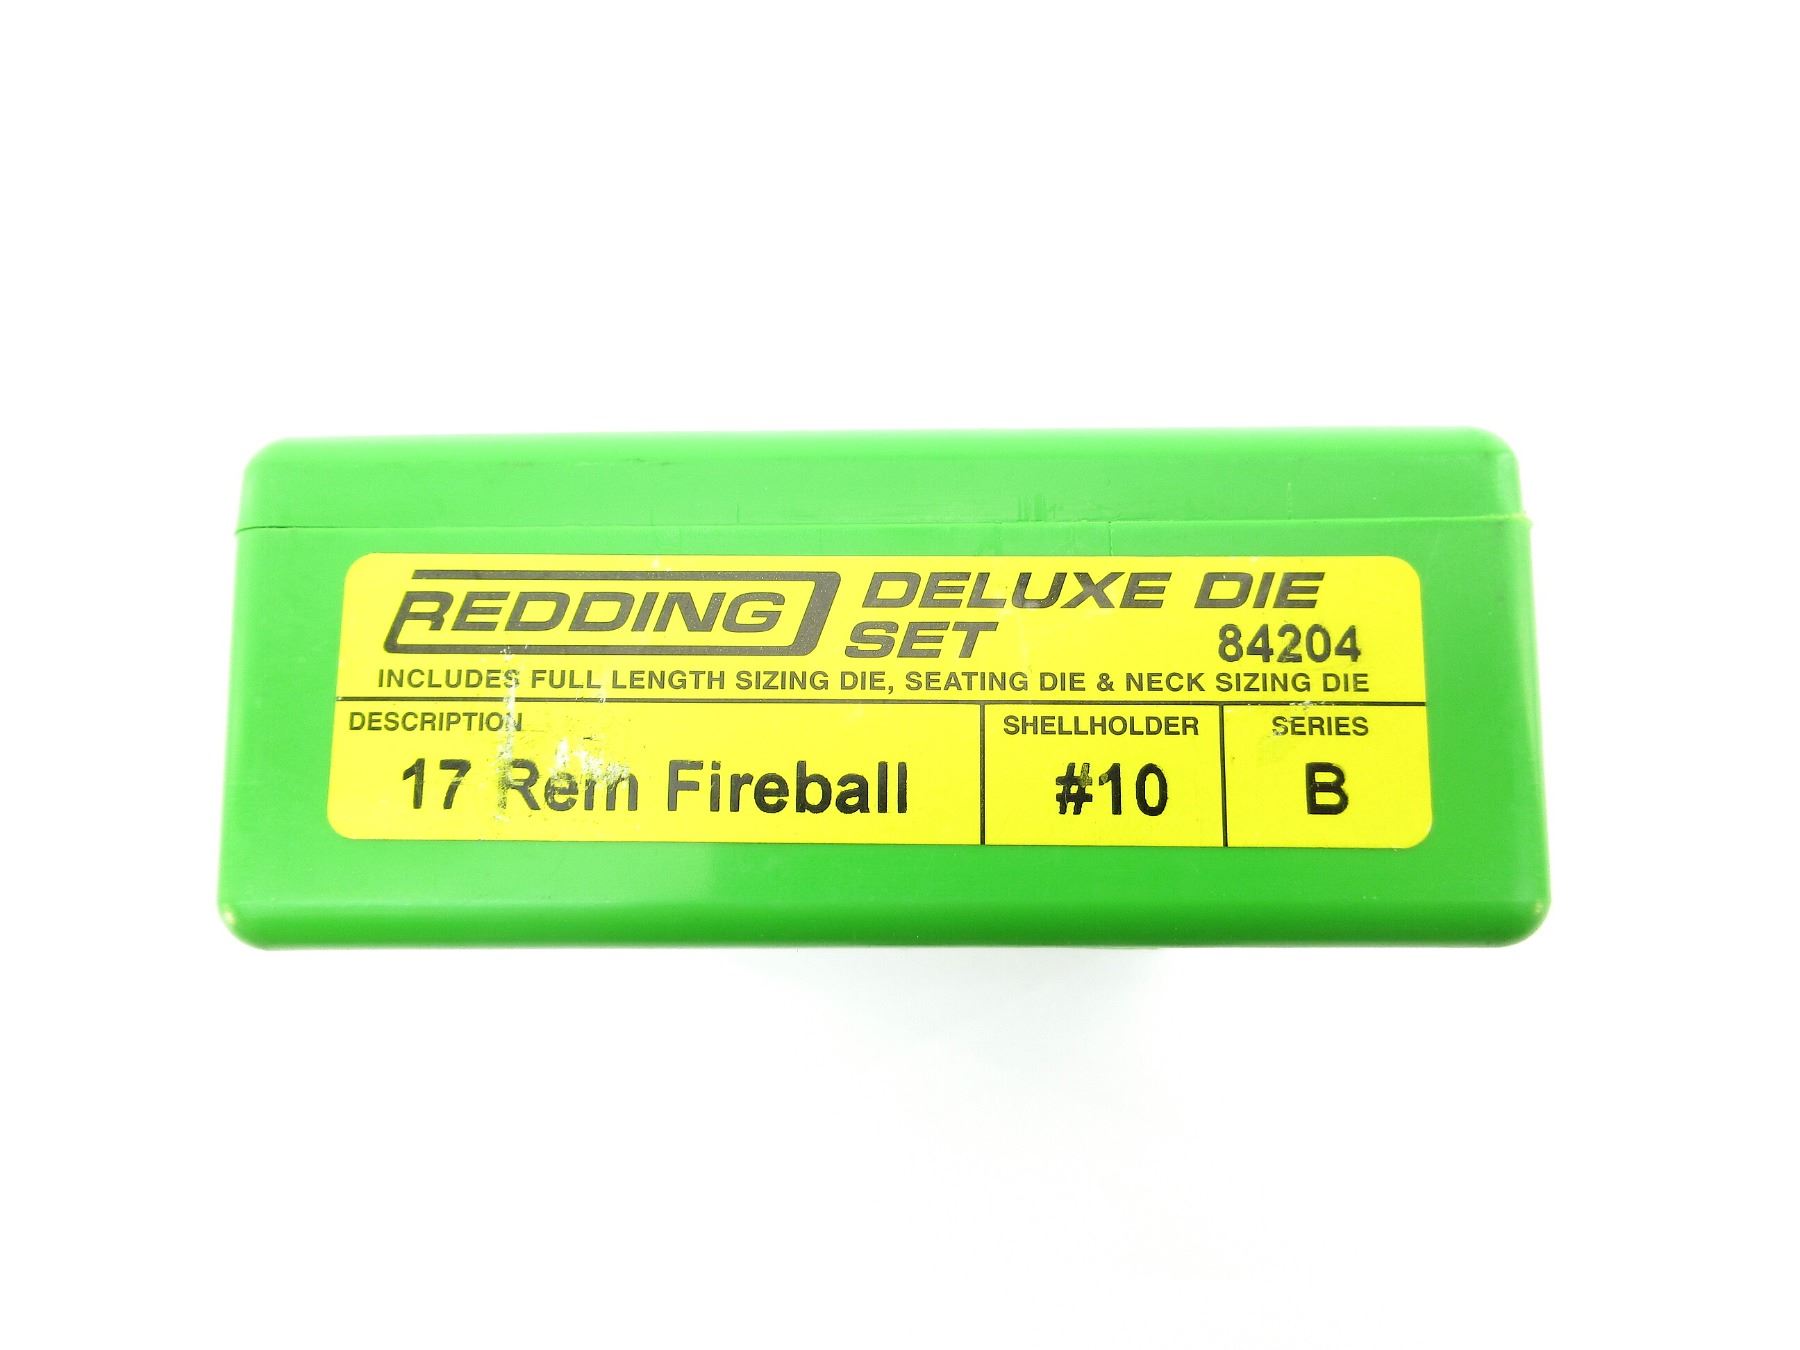 REDDING DELUXE DIE
SET 84204
INCLUDES FULL LENGTH SIZING DIE, SEATING DIE & NECK SIZING DIE
DESCRIPTION SHELLHOLDER SERIES
17 Rem Fireball #10 B